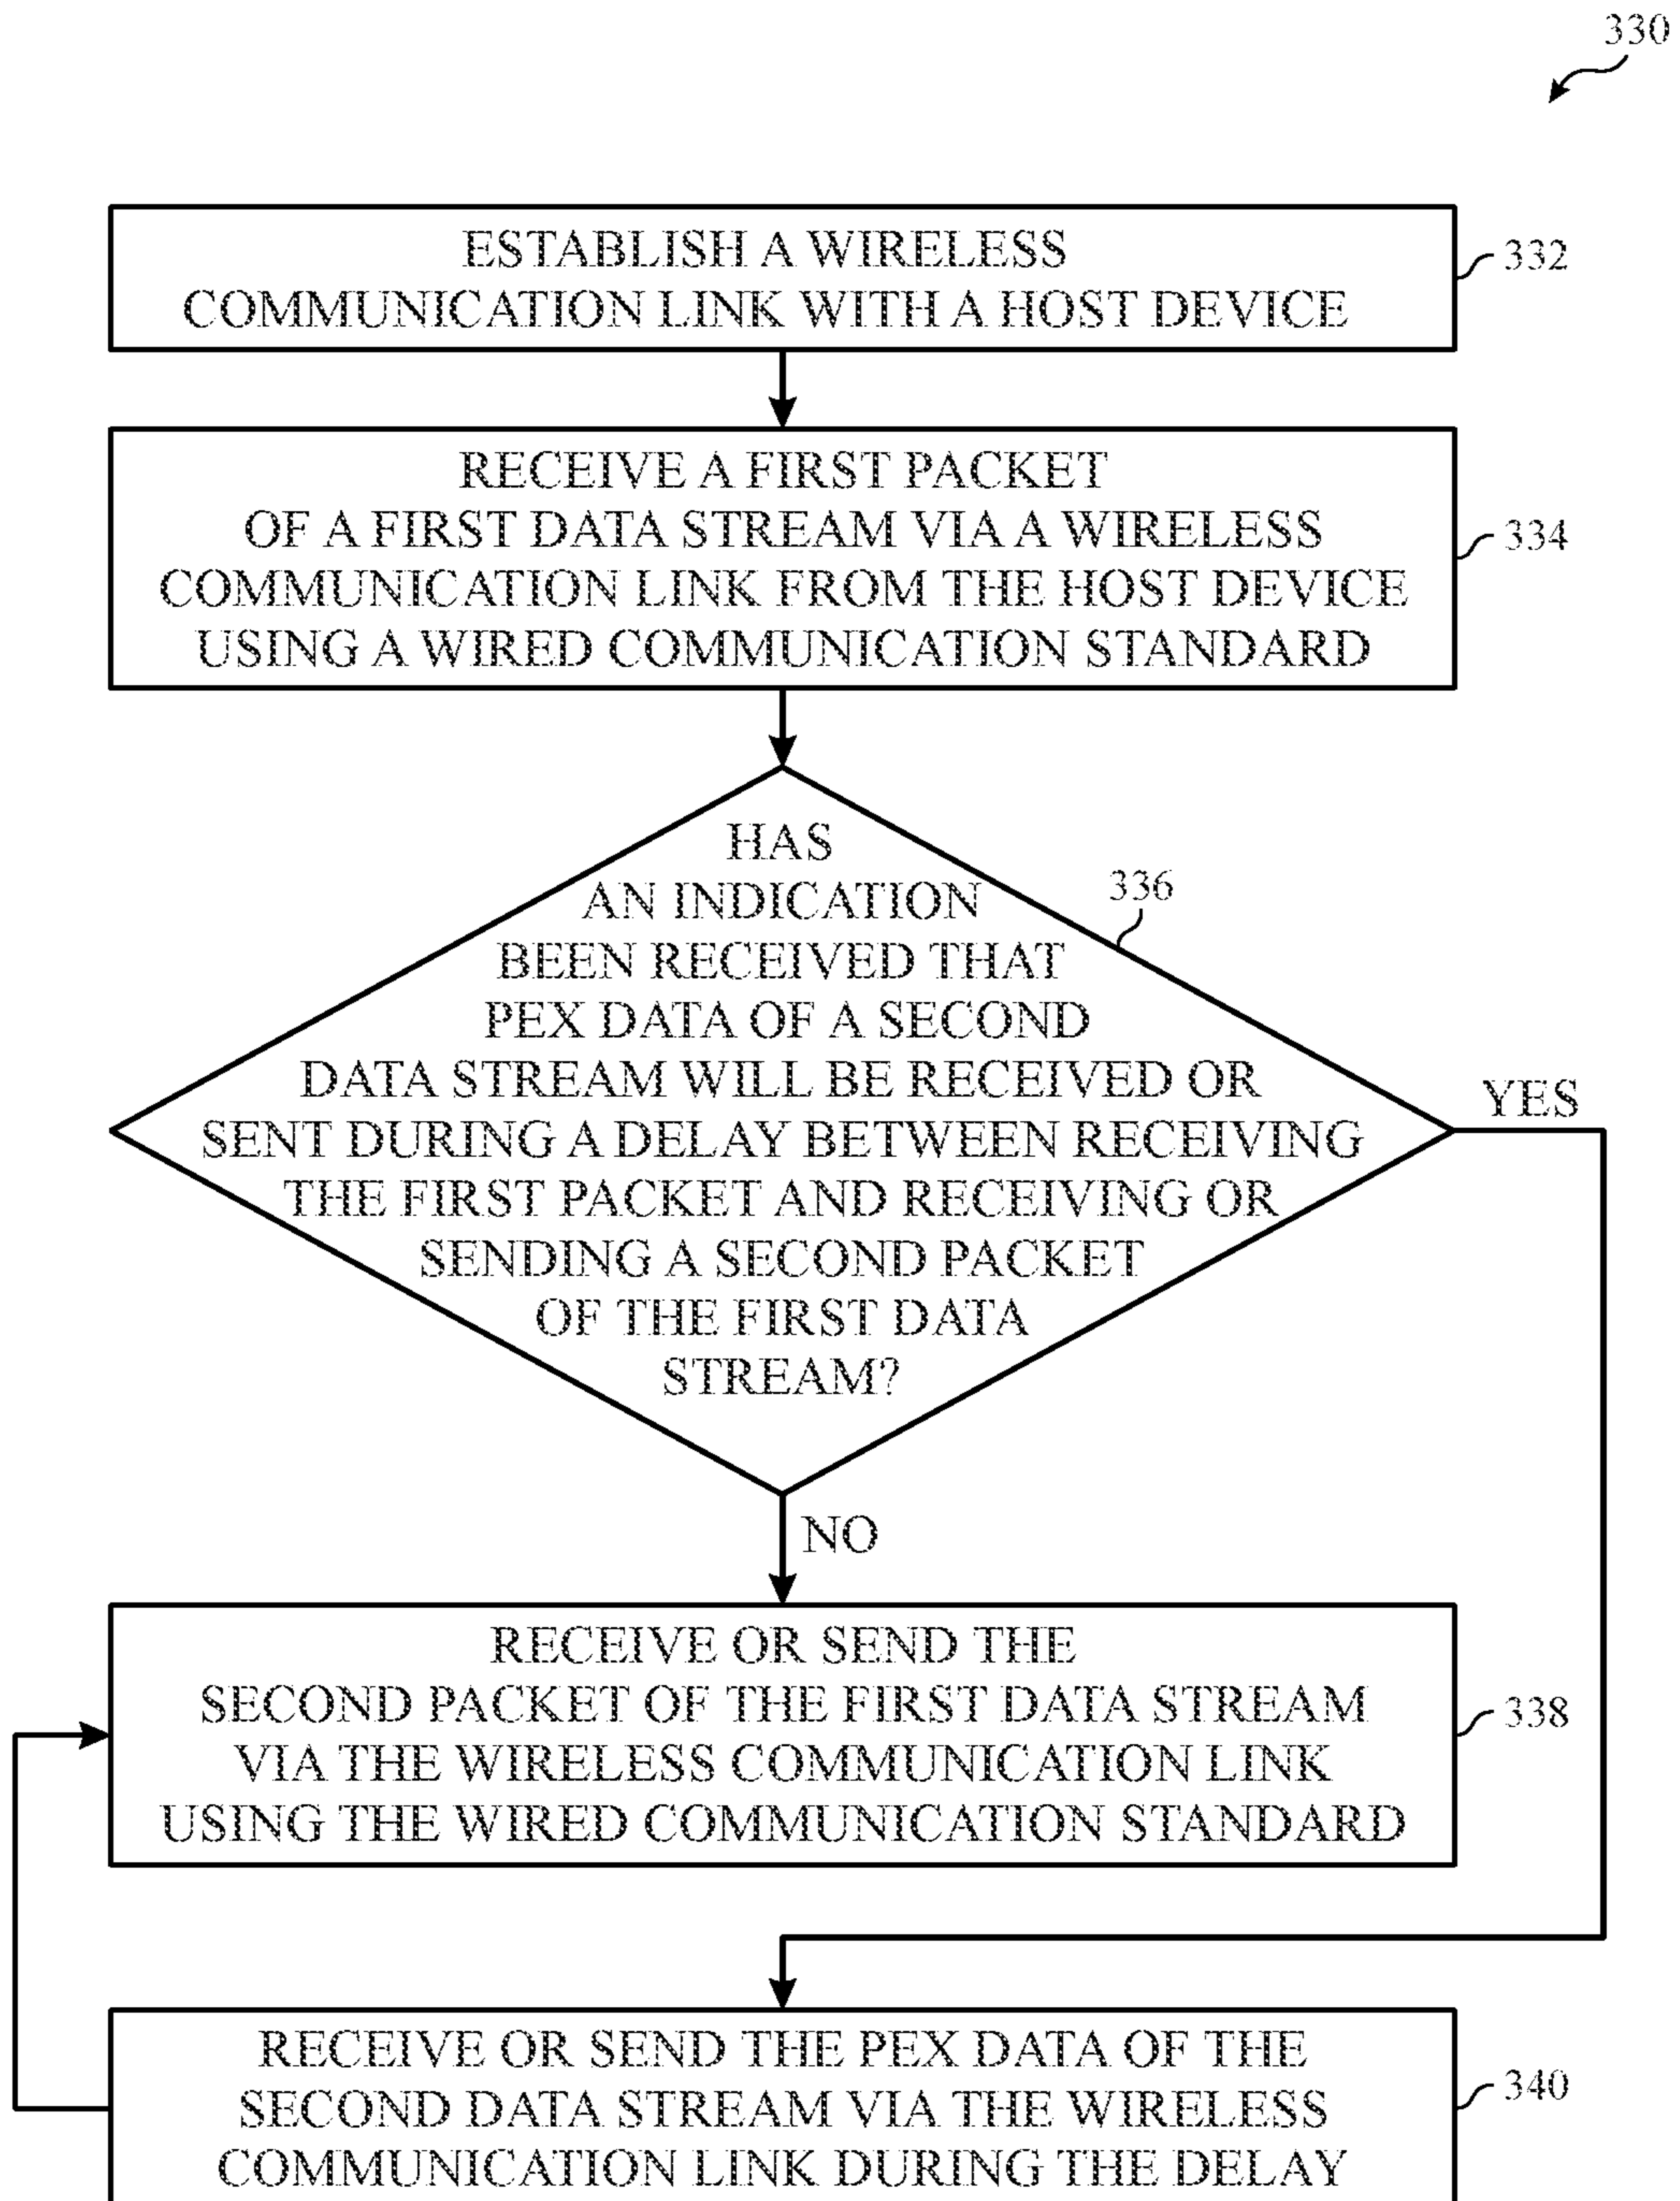 330
ESTABLISH A WIRELESS
COMMUNICATION LINK WITH A HOST DEVICE
332
RECEIVE A FIRST PACKET
OF A FIRST DATA STREAM VIA A WIRELESS
COMMUNICATION LINK FROM THE HOST DEVICE
USING A WIRED COMMUNICATION STANDARD
334
HAS
AN INDICATION
BEEN RECEIVED THAT
PEX DATA OF A SECOND
DATA STREAM WILL BE RECEIVED OR
SENT DURING A DELAY BETWEEN RECEIVING
THE FIRST PACKET AND RECEIVING OR
SENDING A SECOND PACKET
OF THE FIRST DATA
STREAM?
336
YES
NO
RECEIVE OR SEND THE
SECOND PACKET OF THE FIRST DATA STREAM
VIA THE WIRELESS COMMUNICATION LINK
USING THE WIRED COMMUNICATION STANDARD
338
RECEIVE OR SEND THE PEX DATA OF THE
SECOND DATA STREAM VIA THE WIRELESS
COMMUNICATION LINK DURING THE DELAY
340